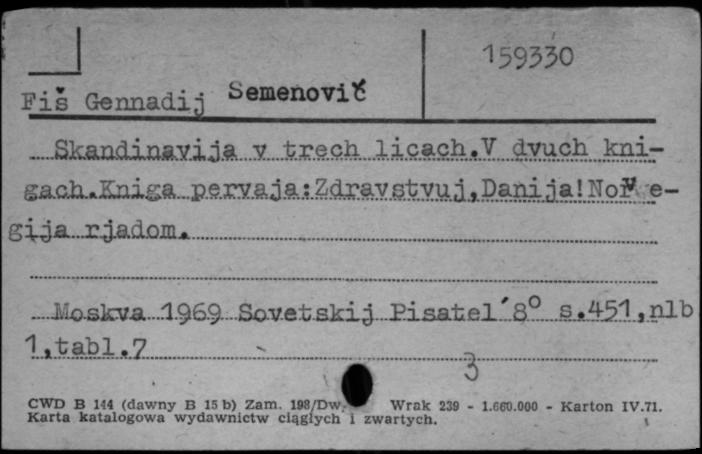 159330
Fiš Gennadij Semenovič
Skandinavija v trech licach.V dvuch kni-
gach.Kniga pervaja:Zdravstvuj,Danija!Norve-
gija rjadom.
Moskva 1969 Sovetskij Pisatel´8° s.451,nlb
1,tabl.7
3
CWD B 144 (dawny B 15 b) Zam. 198/Dw. Wrak 239 - 1.660.000 - Karton IV.71.
Karta katalogowa wydawnictw ciągłych i zwartych.